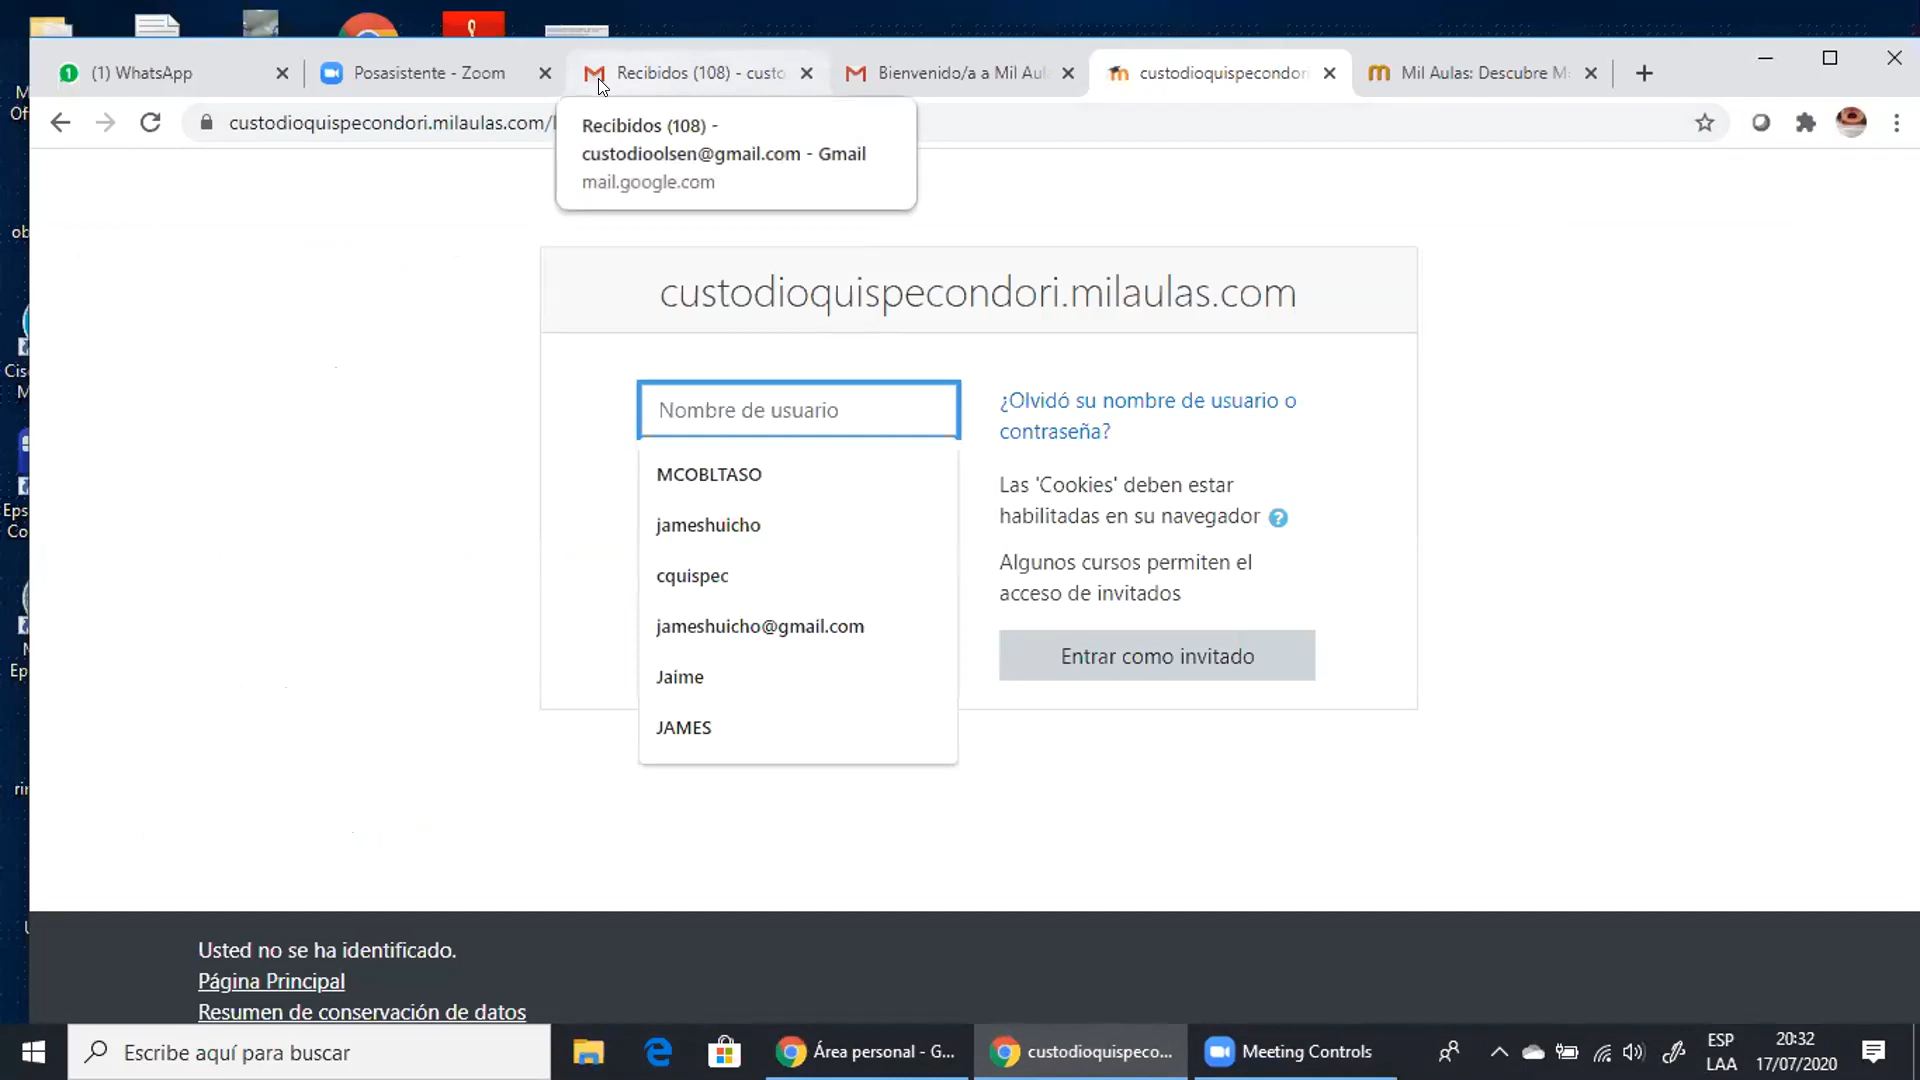 (1) WhatsApp
Posasistente - Zoom
Recibidos (108) - custo
Bienvenido/a a Mil Aul
custodioquispecondor
Mil Aulas: Descubre M
custodioquispecondori.milaulas.com/l
Recibidos (108) -
custodioolsen@gmail.com - Gmail
mail.google.com
custodioquispecondori.milaulas.com
Nombre de usuario
MCOBLTASO
jameshuicho
cquispec
jameshuicho@gmail.com
Jaime
JAMES
¿Olvidó su nombre de usuario o
contraseña?
Las 'Cookies' deben estar
habilitadas en su navegador
Algunos cursos permiten el
acceso de invitados
Entrar como invitado
Usted no se ha identificado.
Página Principal
Resumen de conservación de datos
Escribe aquí para buscar
Área personal - G...
custodioquispeco...
Meeting Controls
ESP
LAA
20:32
17/07/2020